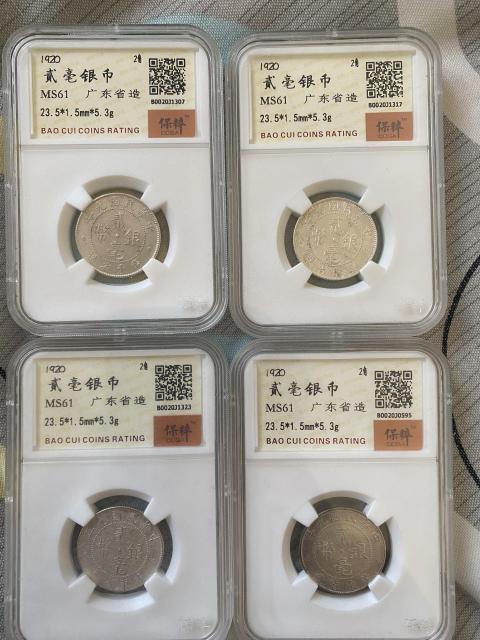 1920 2角
贰毫银币
MS61 广东省造
B002031307
23.5*1.5mm*5.3g
保粹
BAO CUI COINS RATING
1920 2角
贰毫银币
MS61 广东省造
B002031317
23.5*1.5mm*5.3g
保粹
BAO CUI COINS RATING
1920 2角
贰毫银币
MS61 广东省造
B002031323
23.5*1.5mm*5.3g
保粹
BAO CUI COINS RATING
1920 2角
贰毫银币
MS61 广东省造
B002030595
23.5*1.5mm*5.3g
保粹
BAO CUI COINS RATING